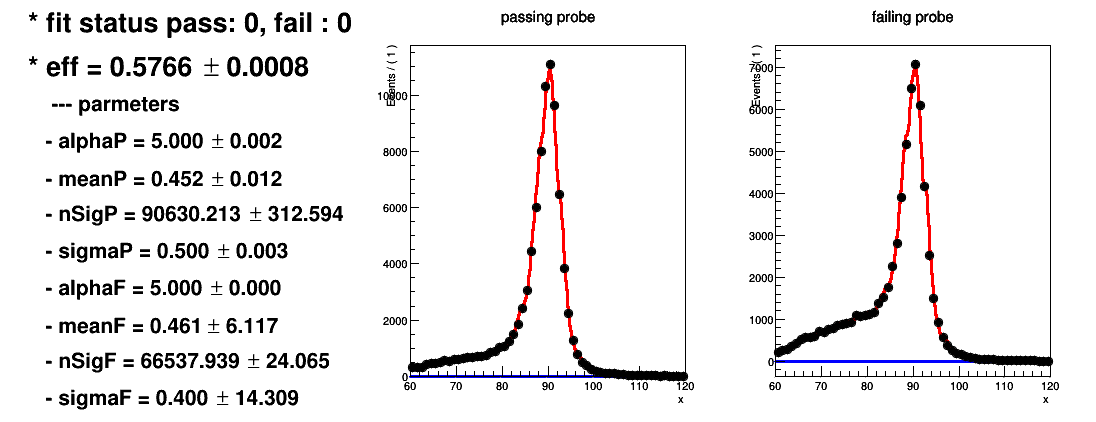 * fit status pass: 0, fail : 0
* eff = 0.5766 ± 0.0008
--- parmeters
- alphaP = 5.000 ± 0.002
- meanP = 0.452 ± 0.012
- nSigP = 90630.213 ± 312.594
- sigmaP = 0.500 ± 0.003
- alphaF = 5.000 ± 0.000
- meanF = 0.461 ± 6.117
- nSigF = 66537.939 ± 24.065
- sigmaF = 0.400 ± 14.309
passing probe
Events / ( 1 )
10000
8000
6000
4000
2000
0
60 70 80 90 100 110 120
x
failing probe
Events / ( 1 )
7000
6000
5000
4000
3000
2000
1000
0
60 70 80 90 100 110 120
x